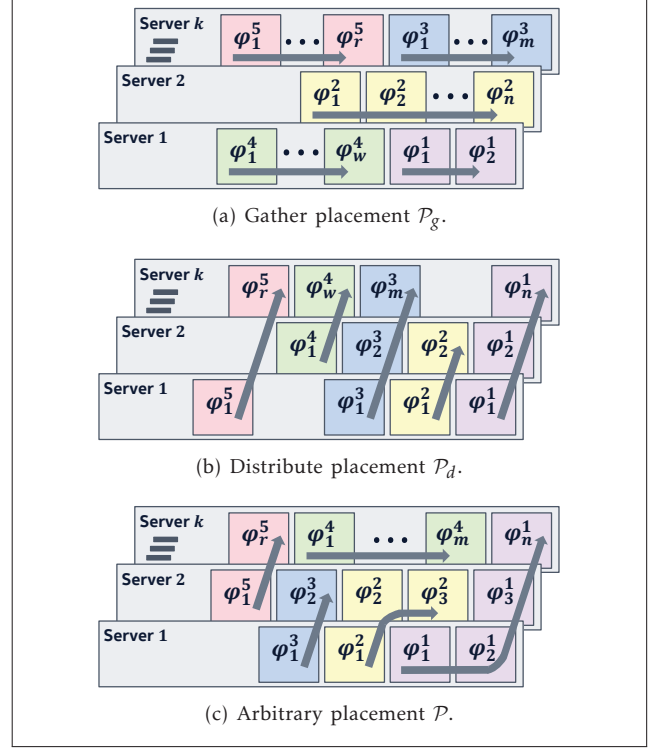 Server k
φ₁⁵ ••• φᵣ⁵ φ₁³ ••• φₘ³
Server 2
φ₁² φ₂² ••• φₙ²
Server 1
φ₁⁴ ••• φ_w⁴ φ₁¹ φ₂¹
(a) Gather placement 𝒫_g.
Server k
φᵣ⁵ φ_w⁴ φₘ³ φₙ¹
Server 2
φ₁⁴ φ₂³ φ₂² φ₂¹
Server 1
φ₁⁵ φ₁³ φ₁² φ₁¹
(b) Distribute placement 𝒫_d.
Server k
φᵣ⁵ φ₁⁴ ••• φₘ⁴ φₙ¹
Server 2
φ₁⁵ φ₂³ φ₂² φ₃² φ₃¹
Server 1
φ₁³ φ₁² φ₁¹ φ₂¹
(c) Arbitrary placement 𝒫.